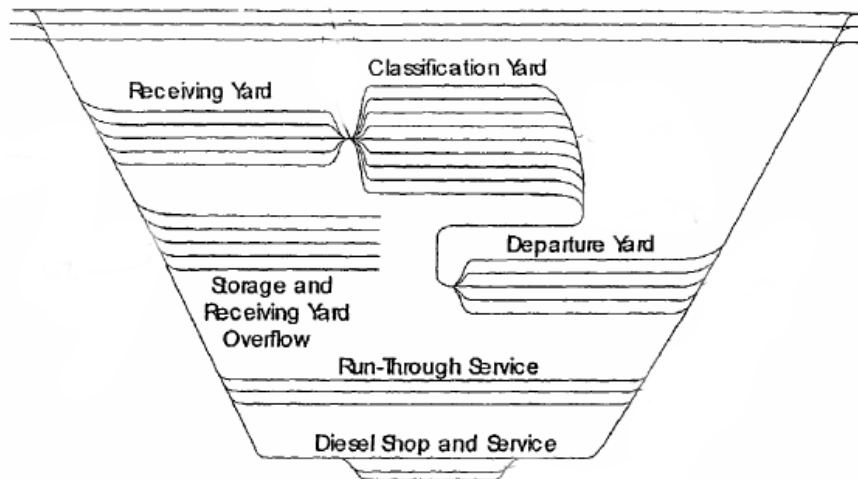 Classification Yard
Receiving Yard
Departure Yard
Storage and
Receiving Yard
Overflow
Run-Through Service
Diesel Shop and Service